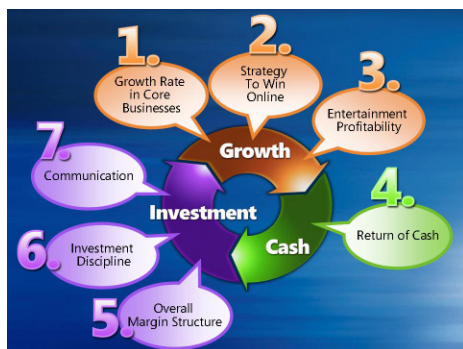 1.
Growth Rate
in Core
Businesses
2.
Strategy
To Win
Online
3.
Entertainment
Profitability
4.
Return of Cash
5.
Overall
Margin Structure
6.
Investment
Discipline
7.
Communication
Growth
Cash
Investment